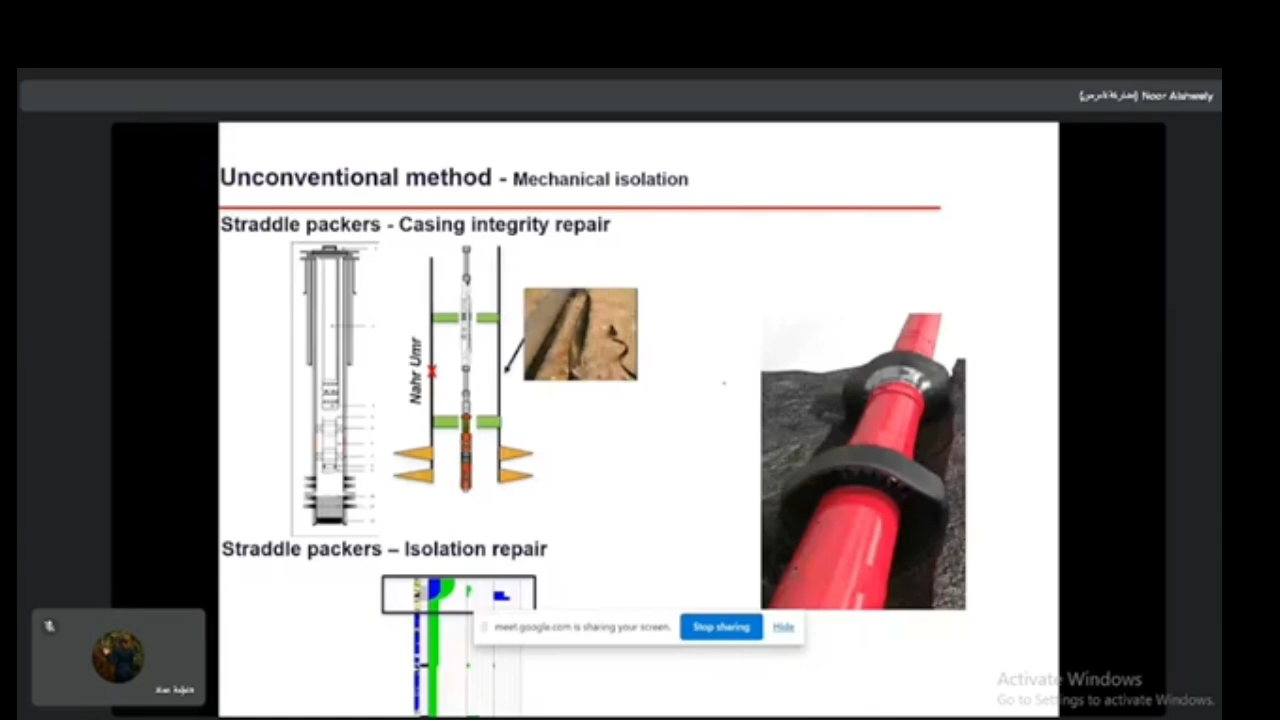 Noor Alshwely
Unconventional method - Mechanical isolation
Straddle packers - Casing integrity repair
Nahr Umr
Straddle packers – Isolation repair
meet.google.com is sharing your screen.
Stop sharing
Hide
Activate Windows
Go to Settings to activate Windows.